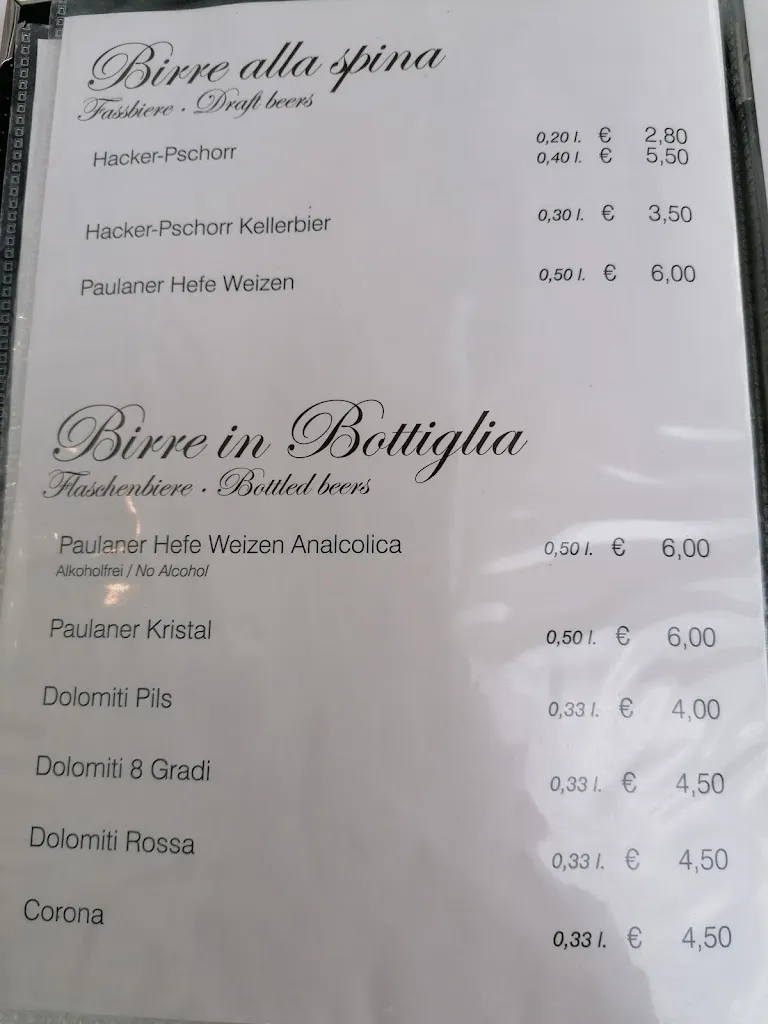 Birre alla spina
Fassbiere · Draft beers
Hacker-Pschorr 0,20 l. € 2,80
0,40 l. € 5,50
Hacker-Pschorr Kellerbier 0,30 l. € 3,50
Paulaner Hefe Weizen 0,50 l. € 6,00
Birre in Bottiglia
Flaschenbiere · Bottled beers
Paulaner Hefe Weizen Analcolica 0,50 l. € 6,00
Alkoholfrei / No Alcohol
Paulaner Kristal 0,50 l. € 6,00
Dolomiti Pils 0,33 l. € 4,00
Dolomiti 8 Gradi 0,33 l. € 4,50
Dolomiti Rossa 0,33 l. € 4,50
Corona 0,33 l. € 4,50